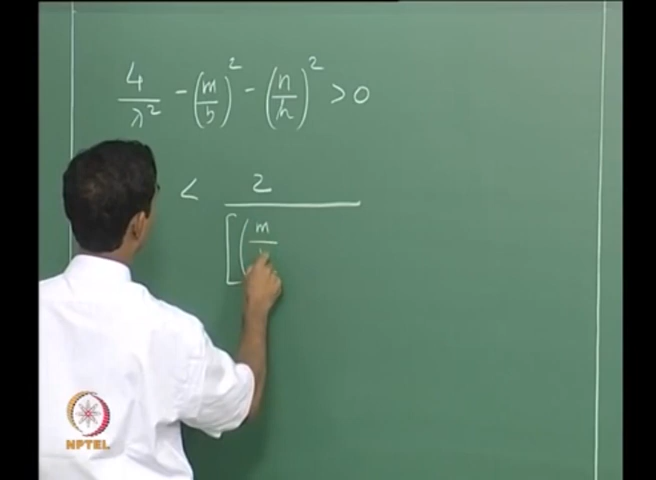 4/λ² - (m/b)² - (n/h)² > 0
< 2
[(m
NPTEL